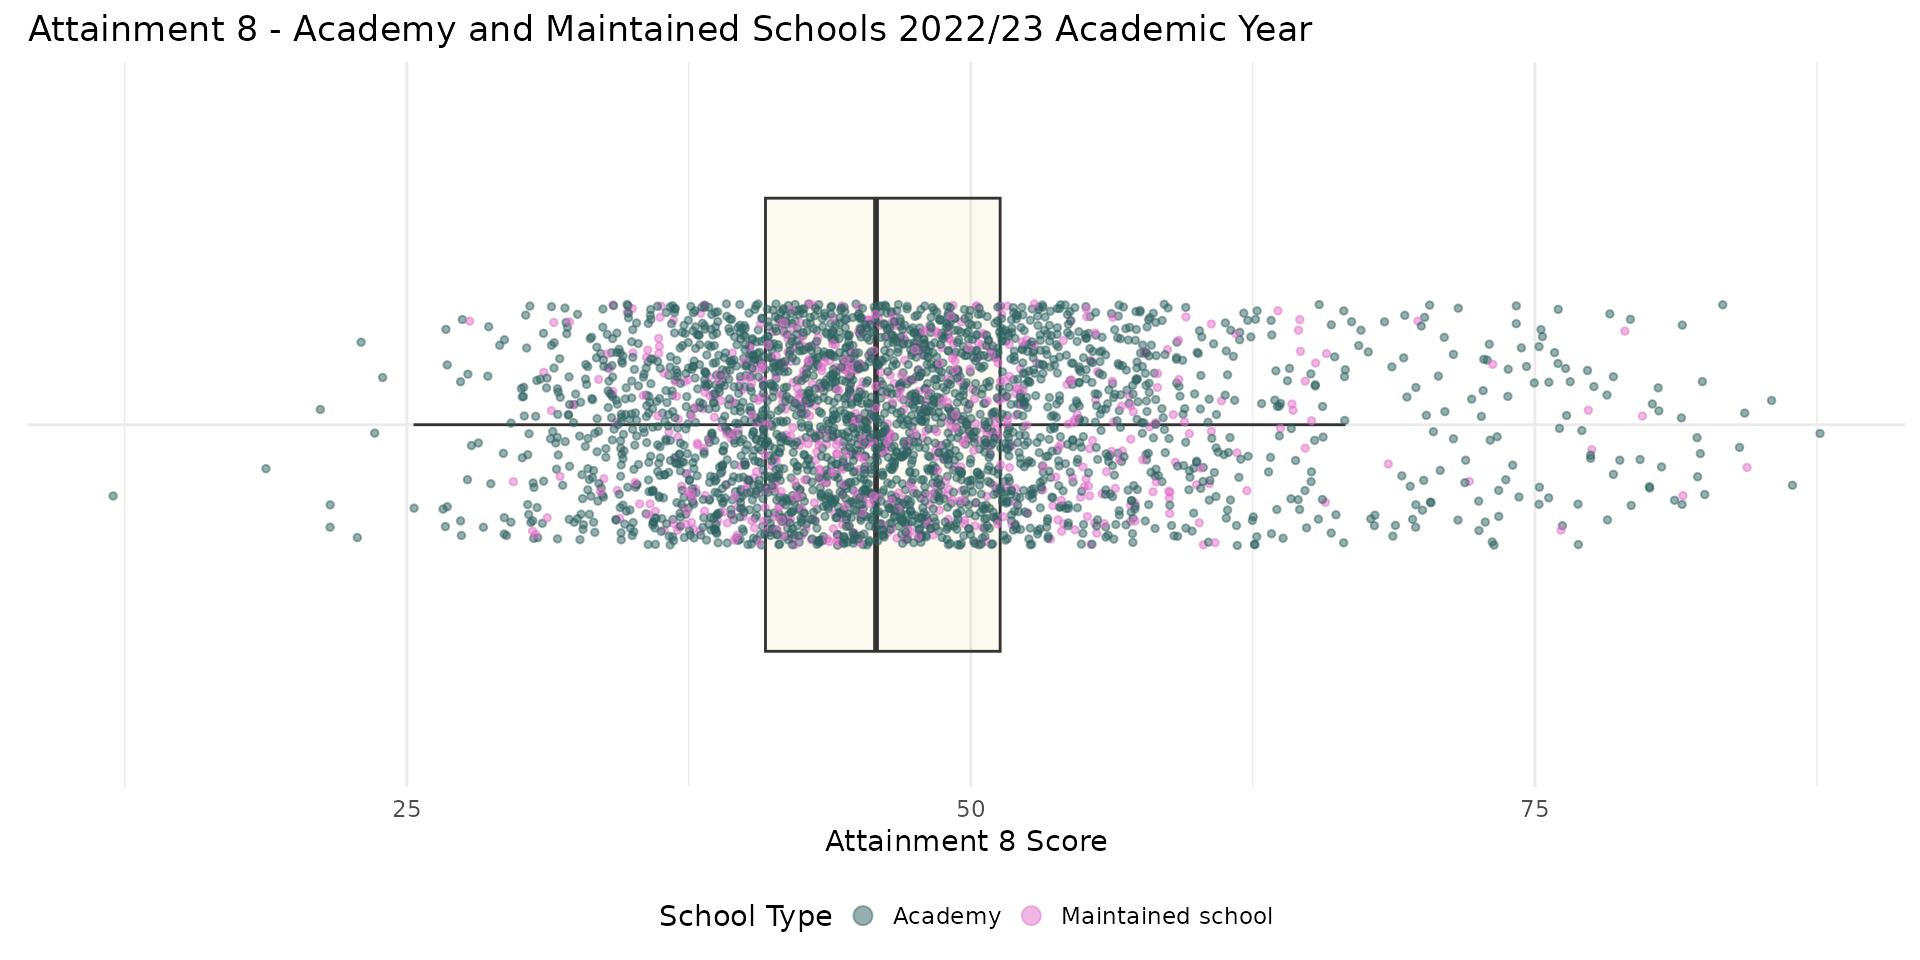 Attainment 8 - Academy and Maintained Schools 2022/23 Academic Year
25 50 75
Attainment 8 Score
School Type Academy Maintained school